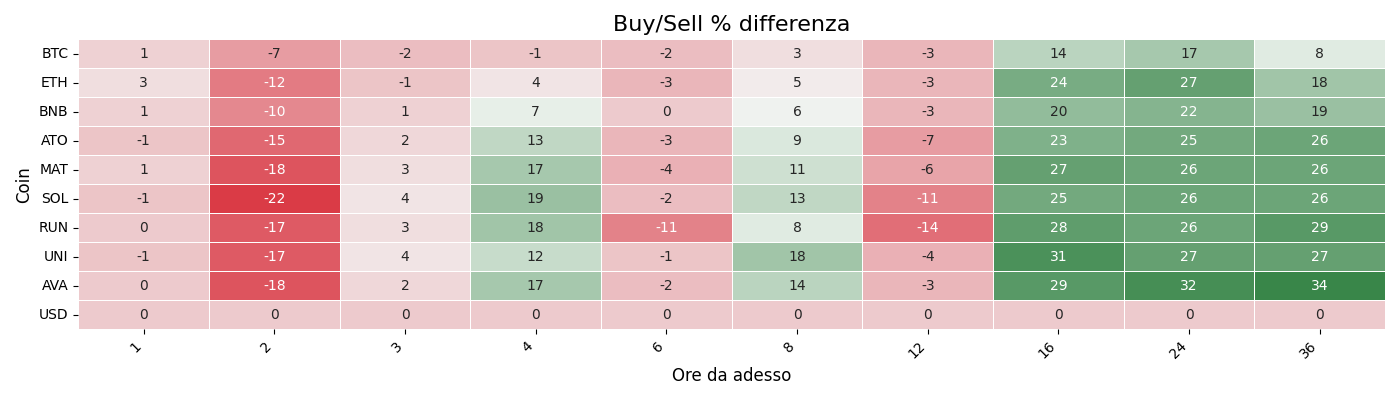 Buy/Sell % differenza
Coin
BTC 1 -7 -2 -1 -2 3 -3 14 17 8
ETH 3 -12 -1 4 -3 5 -3 24 27 18
BNB 1 -10 1 7 0 6 -3 20 22 19
ATO -1 -15 2 13 -3 9 -7 23 25 26
MAT 1 -18 3 17 -4 11 -6 27 26 26
SOL -1 -22 4 19 -2 13 -11 25 26 26
RUN 0 -17 3 18 -11 8 -14 28 26 29
UNI -1 -17 4 12 -1 18 -4 31 27 27
AVA 0 -18 2 17 -2 14 -3 29 32 34
USD 0 0 0 0 0 0 0 0 0 0
1 2 3 4 6 8 12 16 24 36
Ore da adesso